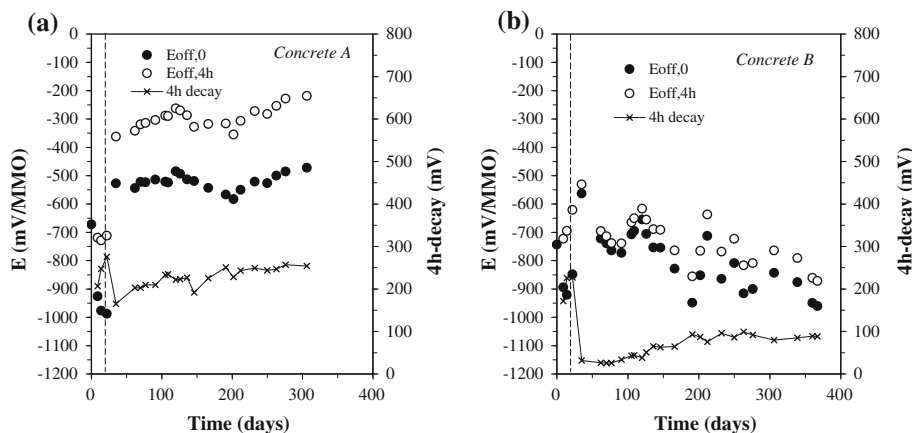 (a)
Concrete A
Eoff,0
Eoff,4h
4h decay
E (mV/MMO)
0
-100
-200
-300
-400
-500
-600
-700
-800
-900
-1000
-1100
-1200
4h-decay (mV)
800
700
600
500
400
300
200
100
0
0 100 200 300 400
Time (days)
(b)
Concrete B
Eoff,0
Eoff,4h
4h decay
E (mV/MMO)
0
-100
-200
-300
-400
-500
-600
-700
-800
-900
-1000
-1100
-1200
4h-decay (mV)
800
700
600
500
400
300
200
100
0
0 100 200 300 400
Time (days)